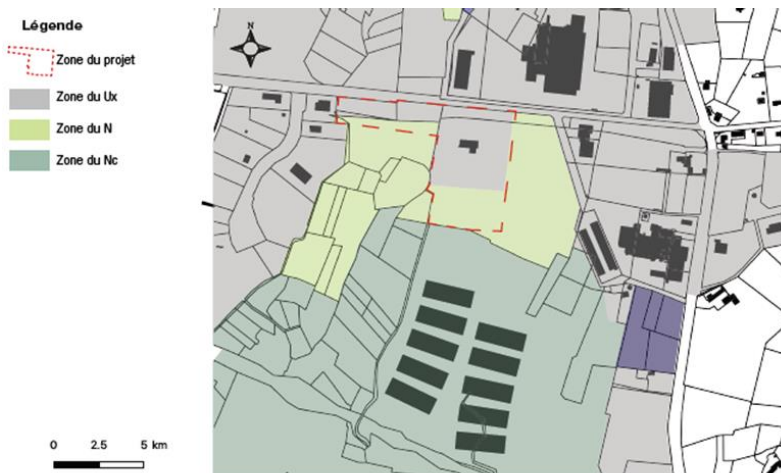 Légende
N
Zone du projet
Zone du Ux
Zone du N
Zone du Nc
0 2.5 5 km